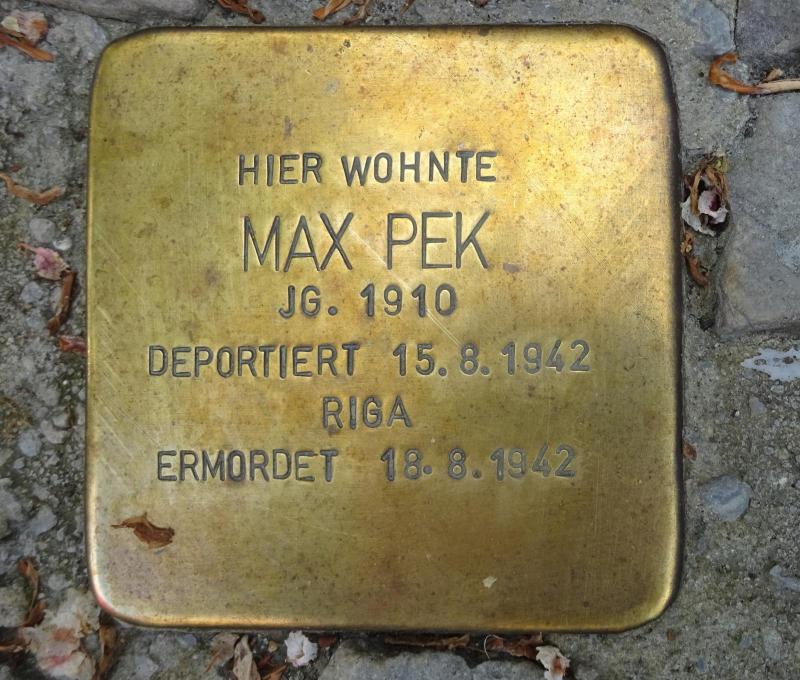 HIER WOHNTE
MAX PEK
JG. 1910
DEPORTIERT 15.8.1942
RIGA
ERMORDET 18.8.1942